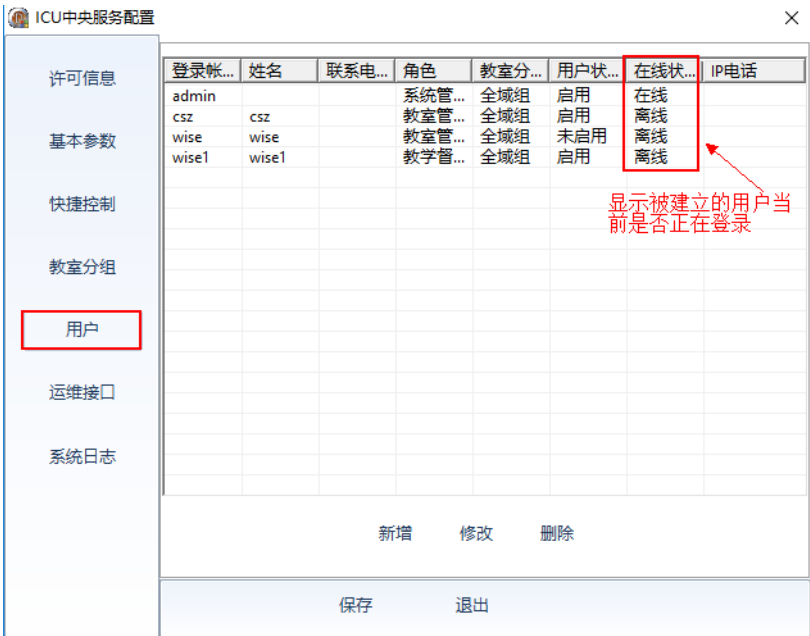 ICU中央服务配置
许可信息
基本参数
快捷控制
教室分组
用户
运维接口
系统日志
登录帐... 姓名 联系电... 角色 教室分... 用户状... 在线状... IP电话
admin 系统管... 全域组 启用 在线
csz csz 教室管... 全域组 启用 离线
wise wise 教室管... 全域组 未启用 离线
wise1 wise1 教学督... 全域组 启用 离线
显示被建立的用户当
前是否正在登录
新增 修改 删除
保存 退出